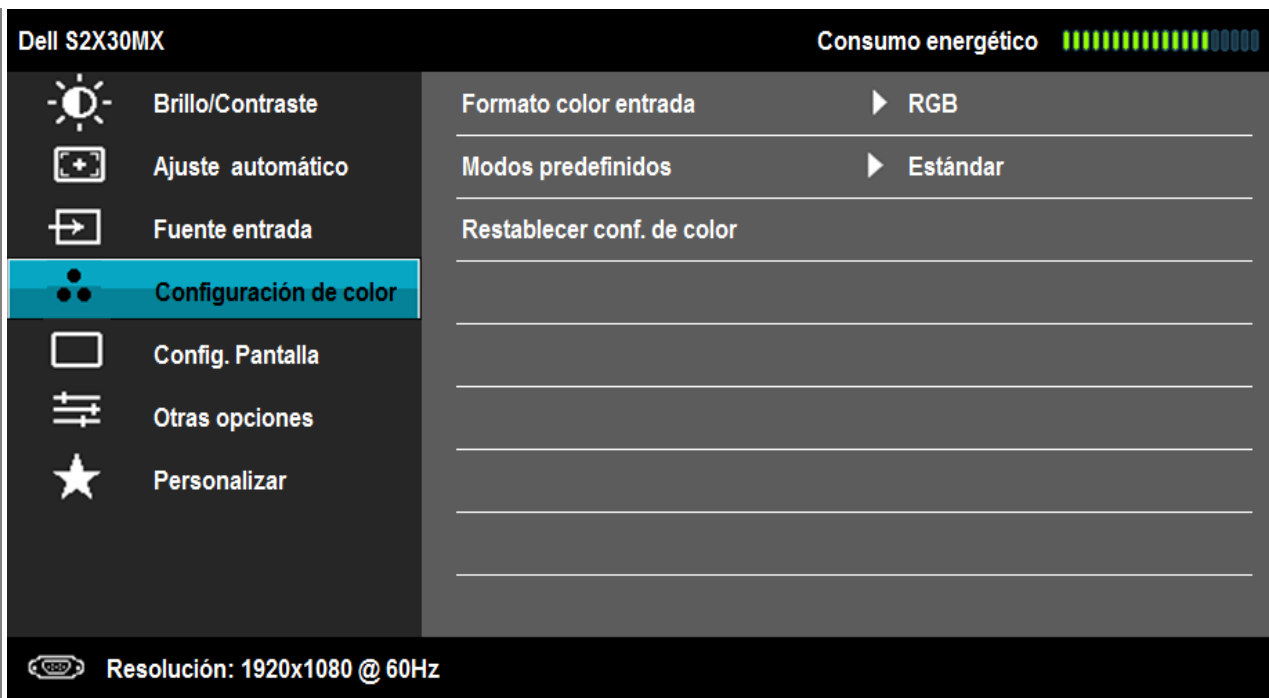 Dell S2X30MX Consumo energético
Brillo/Contraste Formato color entrada RGB
Ajuste automático Modos predefinidos Estándar
Fuente entrada Restablecer conf. de color
Configuración de color
Config. Pantalla
Otras opciones
Personalizar
Resolución: 1920x1080 @ 60Hz